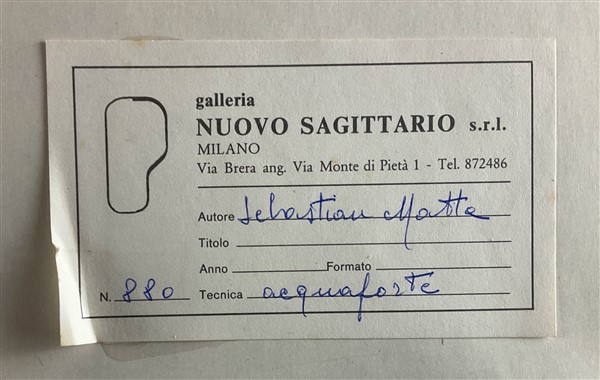 galleria
NUOVO SAGITTARIO s.r.l.
MILANO
Via Brera ang. Via Monte di Pietà 1 - Tel. 872486
Autore Sebastian Matta
Titolo
Anno Formato
N. 880 Tecnica acquaforte